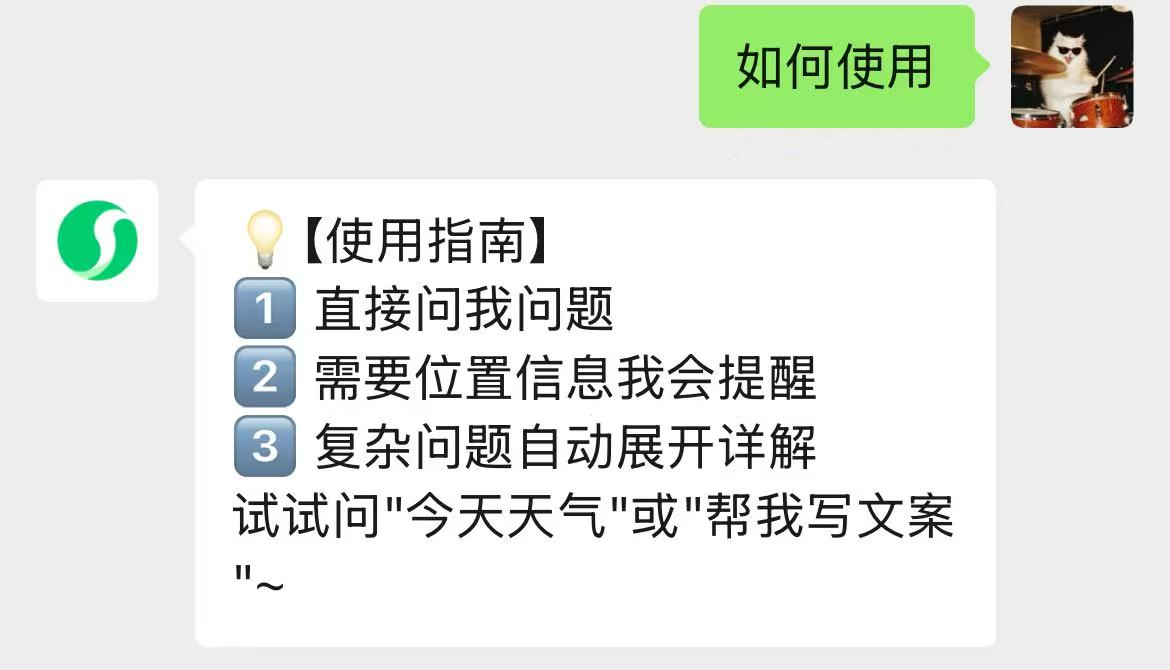 如何使用
💡【使用指南】
1️⃣ 直接问我问题
2️⃣ 需要位置信息我会提醒
3️⃣ 复杂问题自动展开详解
试试问"今天天气"或"帮我写文案
"~